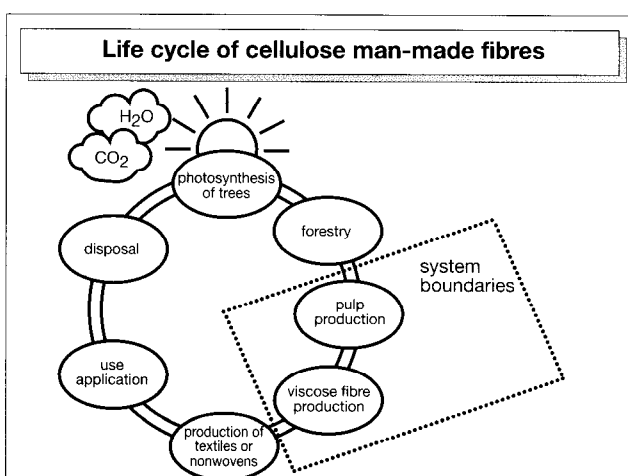 Life cycle of cellulose man-made fibres
H₂O
CO₂
photosynthesis
of trees
forestry
disposal
system
boundaries
pulp
production
use
application
viscose fibre
production
production of
textiles or
nonwovens